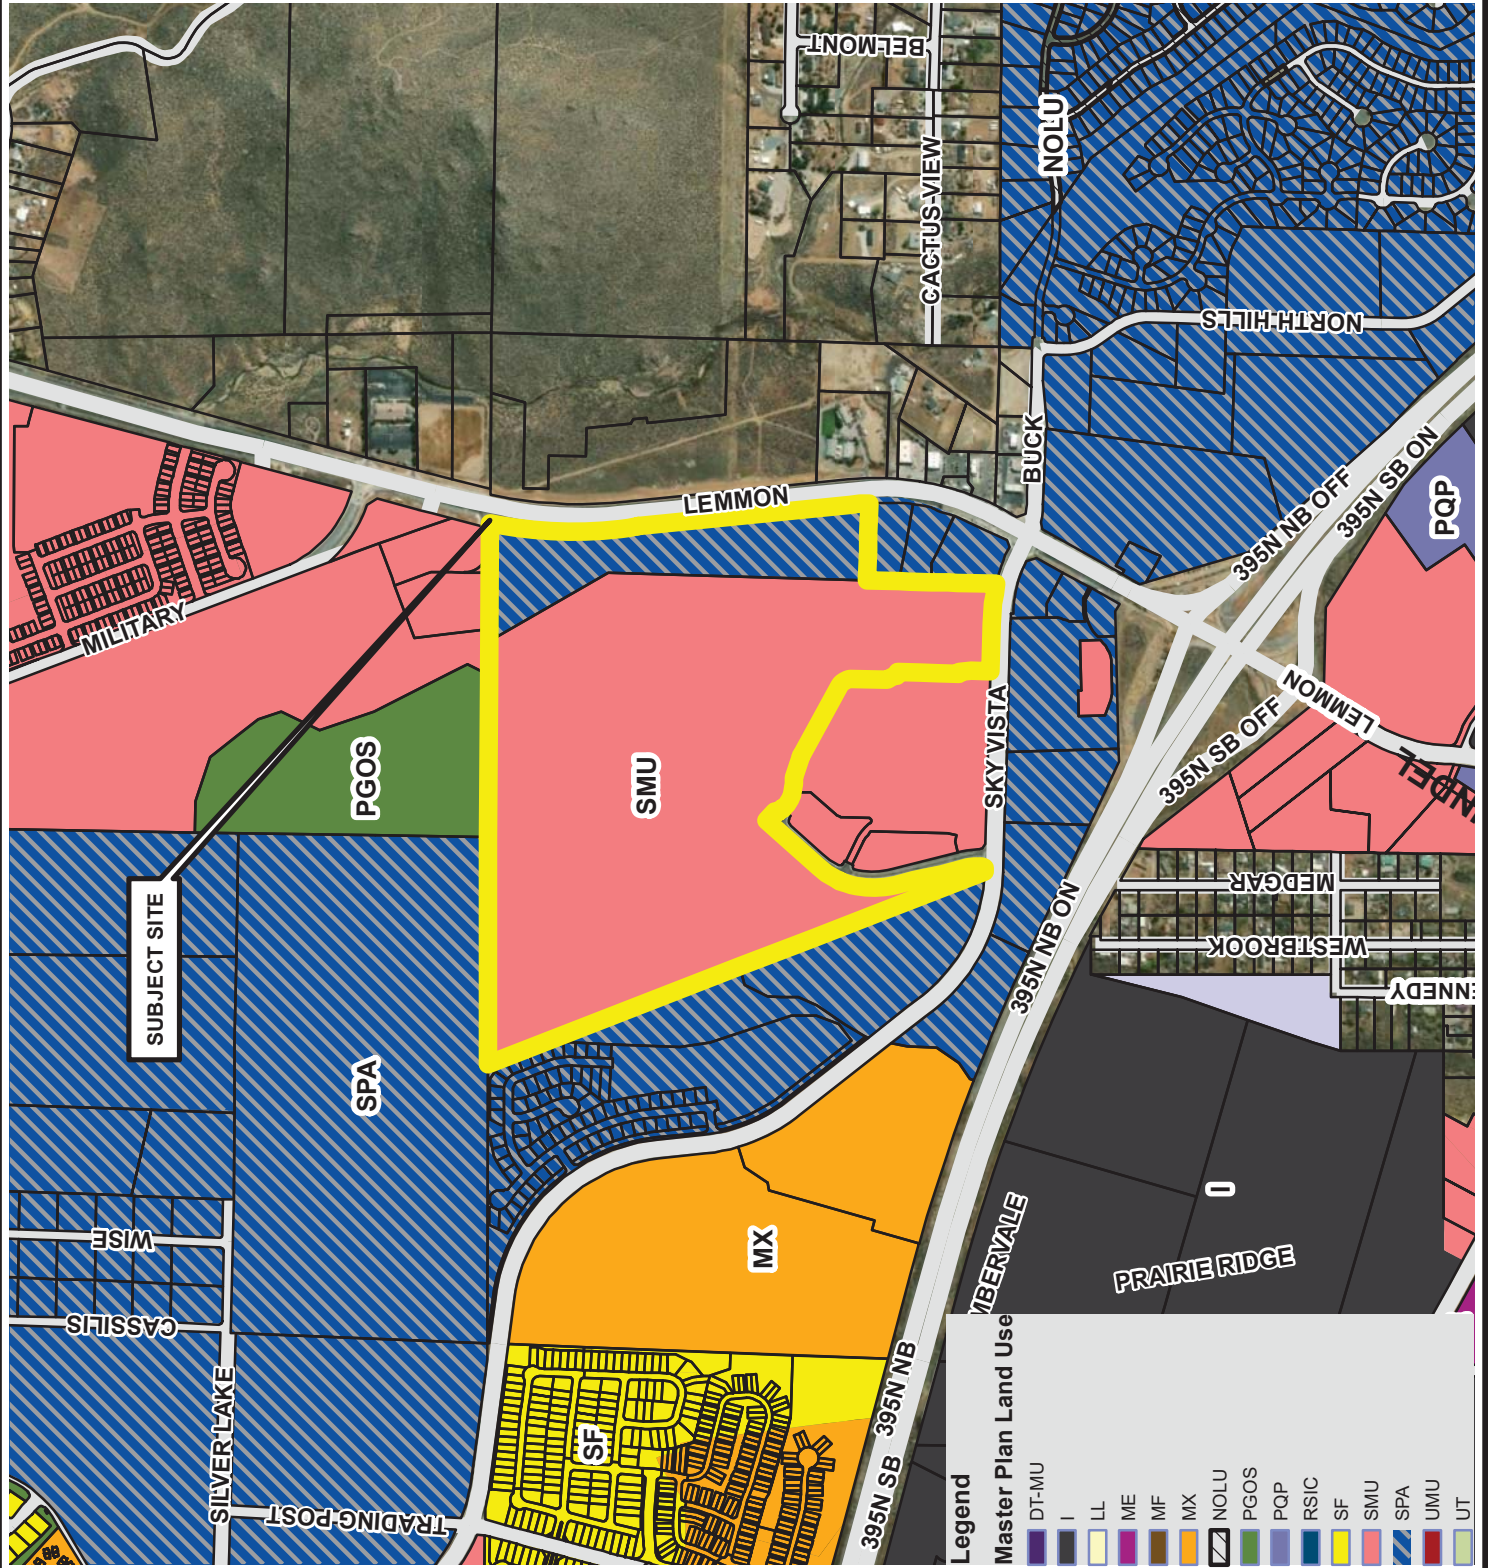 BELMONT
CACTUS VIEW
NOLU
NORTH HILLS
BUCK
LEMMON
395N NB OFF
395N SB ON
PQP
MILITARY
PGOS
SMU
SKY VISTA
LEMMON
395N SB OFF
SUBJECT SITE
SPA
MEDGAR
WESTBROOK
395N NB ON
WISE
CASSILIS
SILVER LAKE
TRADING POST
MX
I
PRAIRIE RIDGE
SF
395N NB
395N SB
Legend
Master Plan Land Use
DT-MU
I
LL
ME
MF
MX
NOLU
PGOS
PQP
RSIC
SF
SMU
SPA
UMU
UT